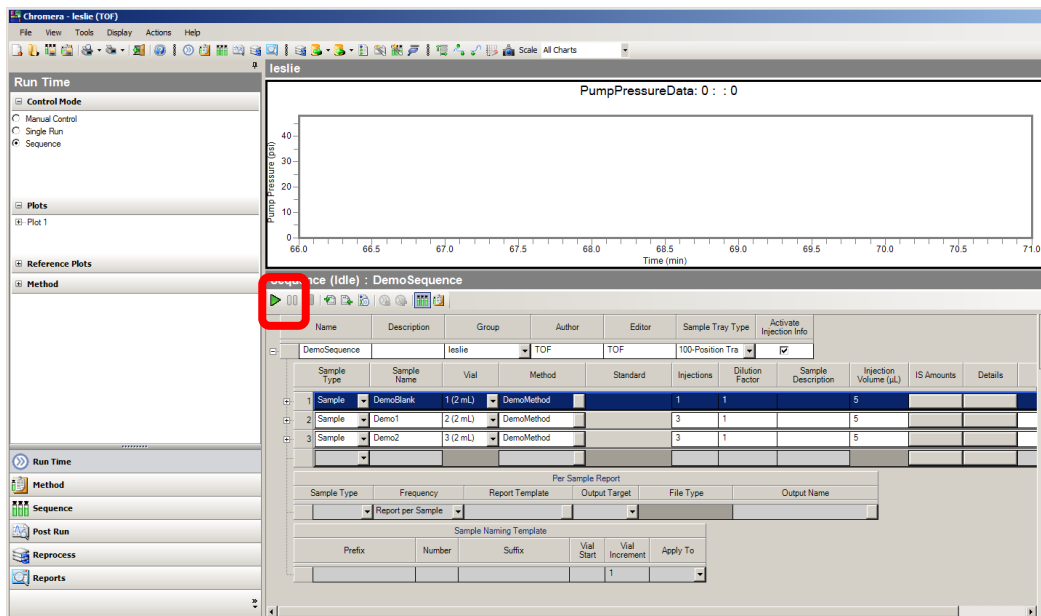 Chromera - leslie (TOF)
File View Tools Display Actions Help
Scale All Charts
leslie
Run Time
Control Mode
Manual Control
Single Run
Sequence
Plots
Plot 1
Reference Plots
Method
PumpPressureData: 0 : : 0
Pump Pressure (psi)
40
30
20
10
0
66.0 66.5 67.0 67.5 68.0 68.5 69.0 69.5 70.0 70.5 71.0
Time (min)
Sequence (Idle) : DemoSequence
Name Description Group Author Editor Sample Tray Type Activate Injection Info
DemoSequence leslie TOF TOF 100-Position Tra
Sample Type Sample Name Vial Method Standard Injections Dilution Factor Sample Description Injection Volume (µL) IS Amounts Details
1 Sample DemoBlank 1 (2 mL) DemoMethod 1 1 5
2 Sample Demo1 2 (2 mL) DemoMethod 3 1 5
3 Sample Demo2 3 (2 mL) DemoMethod 3 1 5
Per Sample Report
Sample Type Frequency Report Template Output Target File Type Output Name
Report per Sample
Sample Naming Template
Prefix Number Suffix Vial Start Vial Increment Apply To
1
Run Time
Method
Sequence
Post Run
Reprocess
Reports